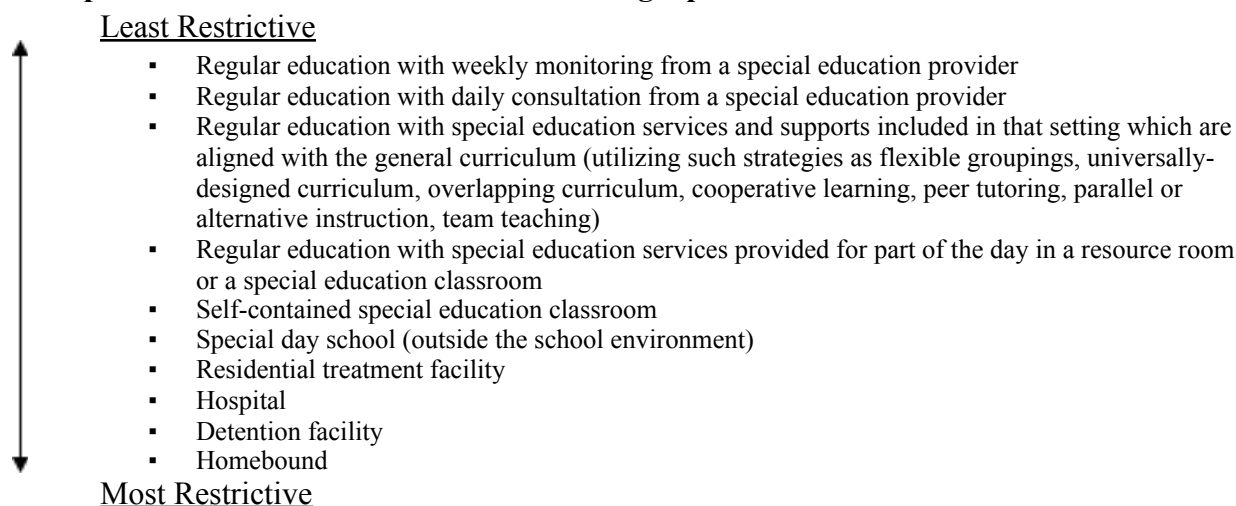 Least Restrictive
▪ Regular education with weekly monitoring from a special education provider
▪ Regular education with daily consultation from a special education provider
▪ Regular education with special education services and supports included in that setting which are
aligned with the general curriculum (utilizing such strategies as flexible groupings, universally-
designed curriculum, overlapping curriculum, cooperative learning, peer tutoring, parallel or
alternative instruction, team teaching)
▪ Regular education with special education services provided for part of the day in a resource room
or a special education classroom
▪ Self-contained special education classroom
▪ Special day school (outside the school environment)
▪ Residential treatment facility
▪ Hospital
▪ Detention facility
▪ Homebound
Most Restrictive